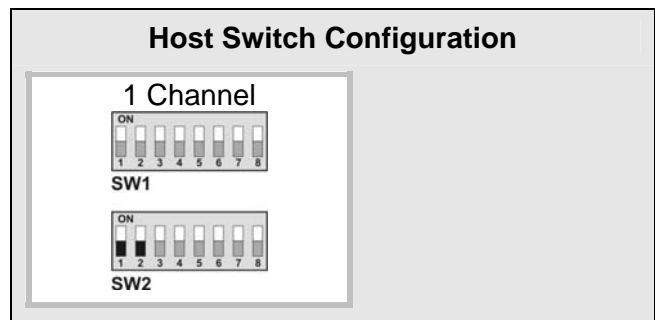 Host Switch Configuration
1 Channel
ON
1 2 3 4 5 6 7 8
SW1
ON
1 2 3 4 5 6 7 8
SW2